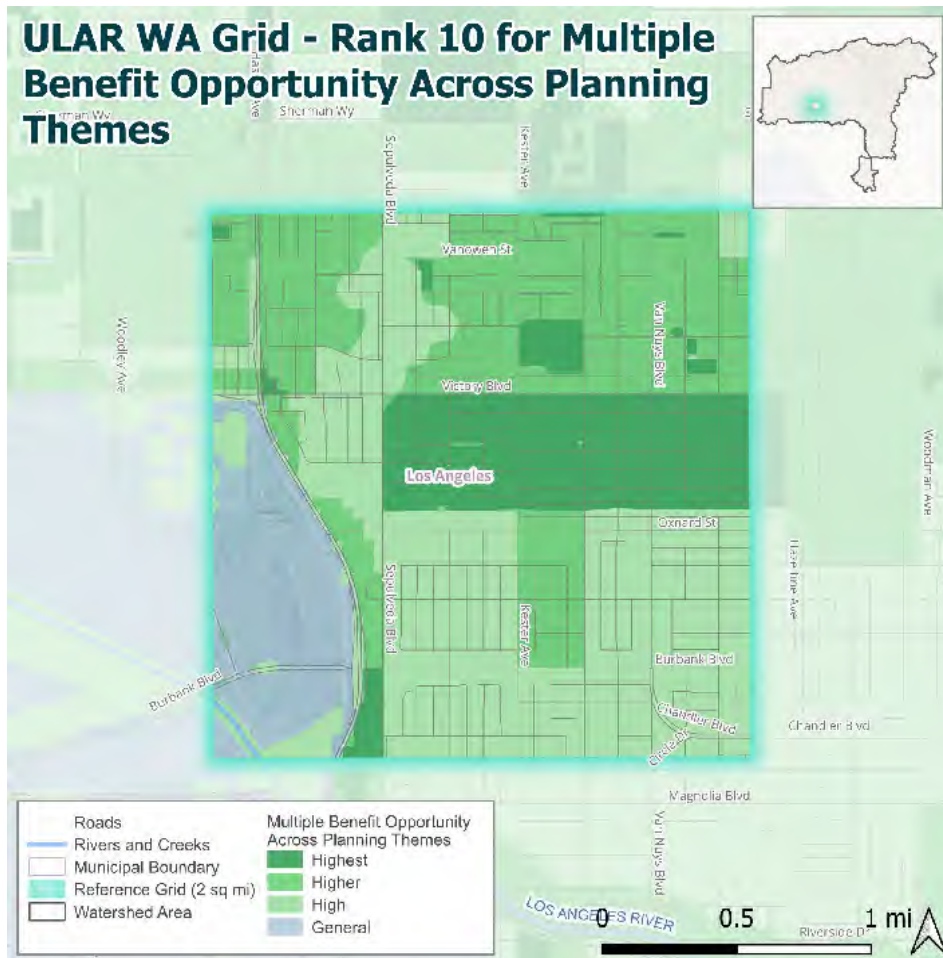 ULAR WA Grid - Rank 10 for Multiple
Benefit Opportunity Across Planning
Themes
Sherman Wy
Sepulveda Blvd
Kester Ave
Vanowen St
Woodley Ave
Van Nuys Blvd
Victory Blvd
Los Angeles
Woodman Ave
Oxnard St
Hazeltine Ave
Sepulveda Blvd
Kester Ave
Burbank Blvd
Burbank Blvd
Chandler Blvd
Chandler Blvd
Circle Dr
Magnolia Blvd
Van Nuys Blvd
Roads
Rivers and Creeks
Municipal Boundary
Reference Grid (2 sq mi)
Watershed Area
Multiple Benefit Opportunity
Across Planning Themes
Highest
Higher
High
General
LOS ANGELES RIVER
0 0.5 1 mi
Riverside Dr